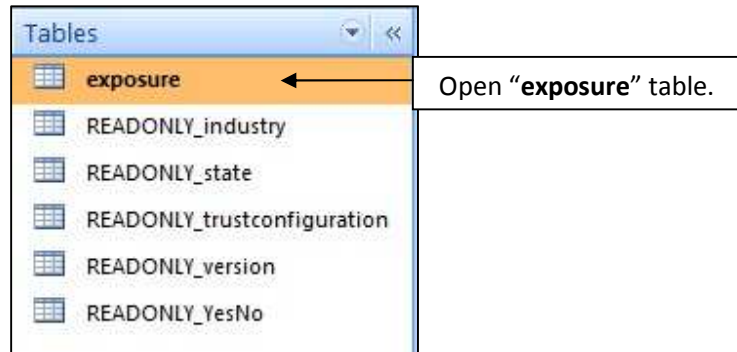 Tables
exposure
Open “exposure” table.
READONLY_industry
READONLY_state
READONLY_trustconfiguration
READONLY_version
READONLY_YesNo